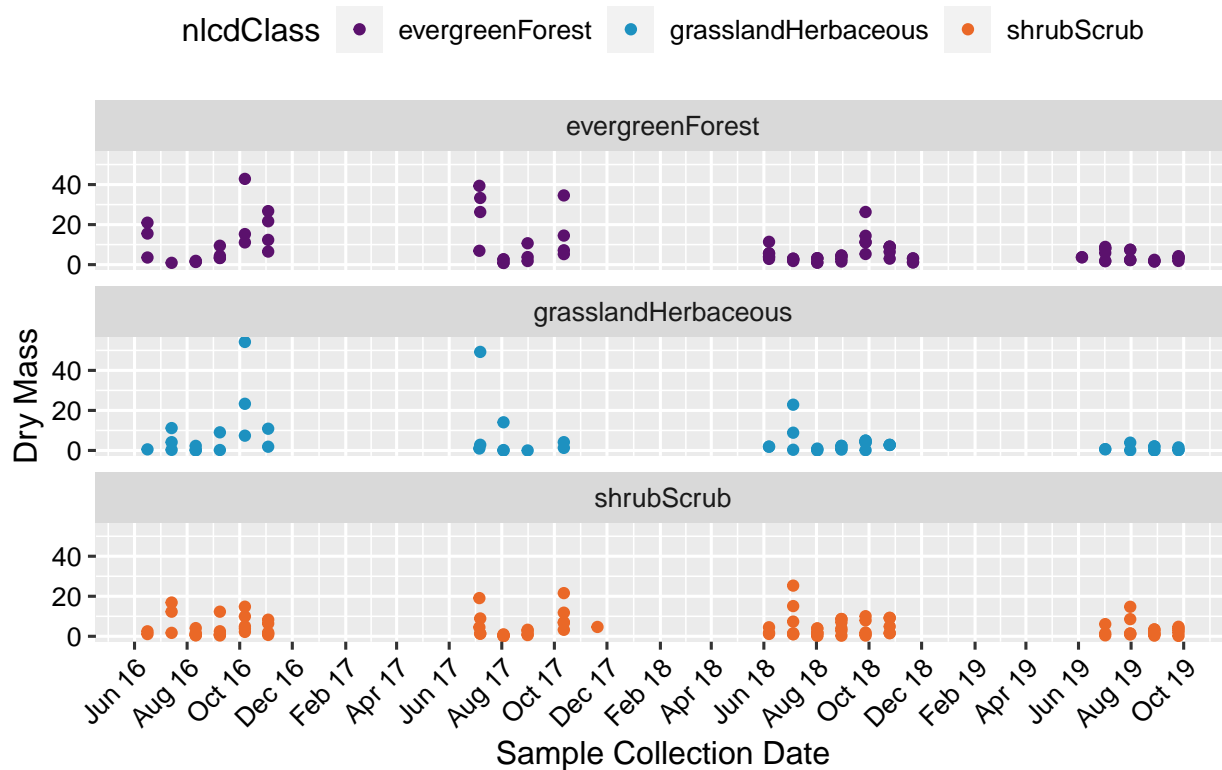 nlcdClass evergreenForest grasslandHerbaceous shrubScrub
evergreenForest
40
20
0
grasslandHerbaceous
40
20
0
shrubScrub
40
20
0
Dry Mass
Jun 16 Aug 16 Oct 16 Dec 16 Feb 17 Apr 17 Jun 17 Aug 17 Oct 17 Dec 17 Feb 18 Apr 18 Jun 18 Aug 18 Oct 18 Dec 18 Feb 19 Apr 19 Jun 19 Aug 19 Oct 19
Sample Collection Date